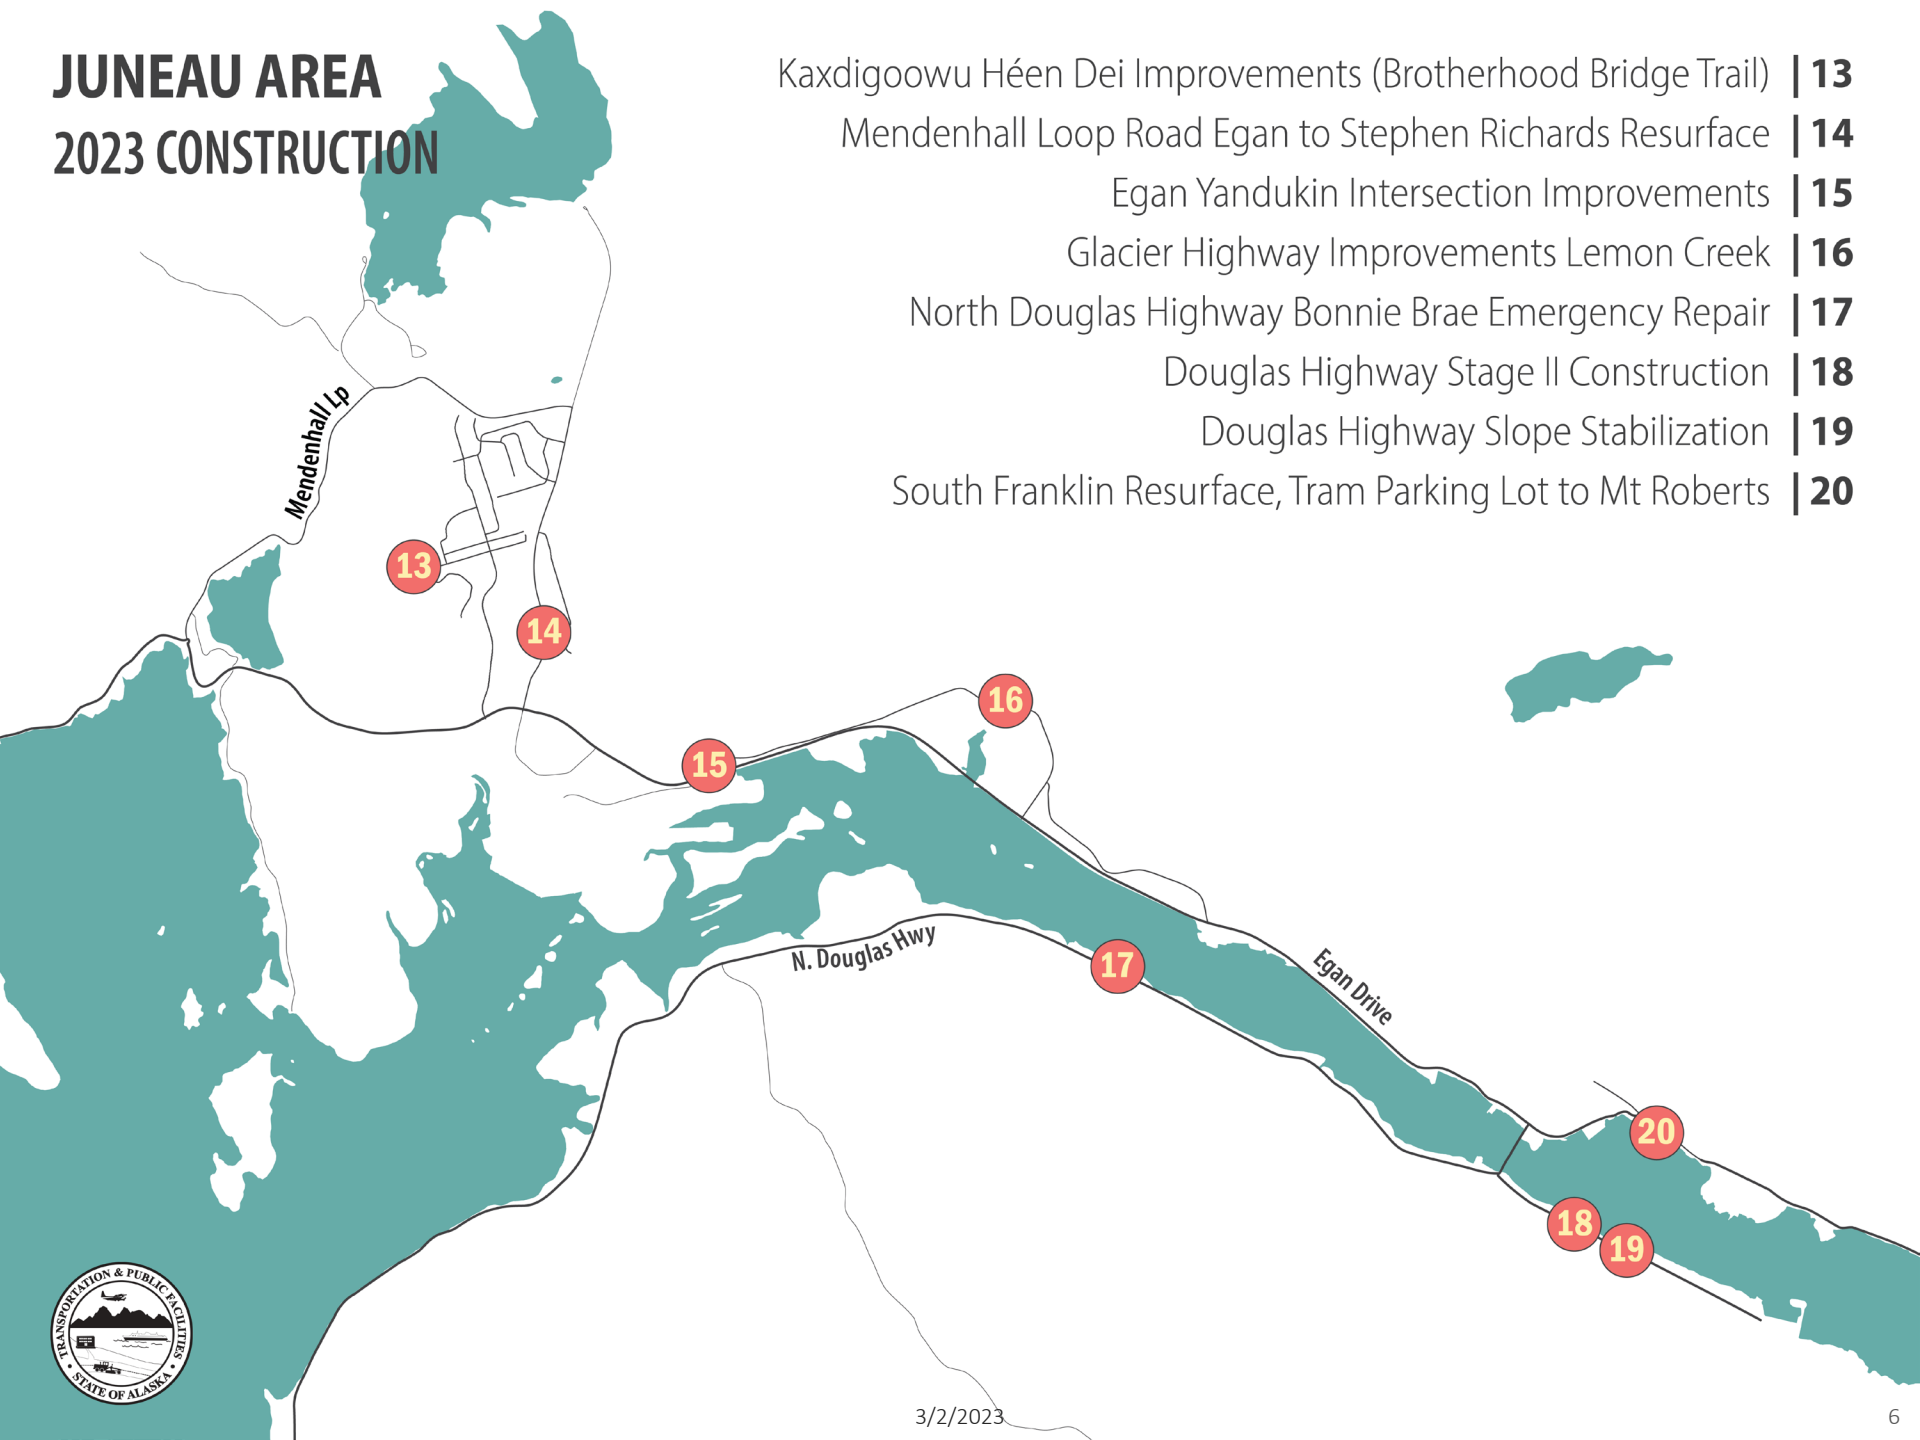 JUNEAU AREA
2023 CONSTRUCTION
Kaxdigoowu Héen Dei Improvements (Brotherhood Bridge Trail) | 13
Mendenhall Loop Road Egan to Stephen Richards Resurface | 14
Egan Yandukin Intersection Improvements | 15
Glacier Highway Improvements Lemon Creek | 16
North Douglas Highway Bonnie Brae Emergency Repair | 17
Douglas Highway Stage II Construction | 18
Douglas Highway Slope Stabilization | 19
South Franklin Resurface, Tram Parking Lot to Mt Roberts | 20
Mendenhall Lp
13
14
16
15
N. Douglas Hwy
17
Egan Drive
20
18
19
TRANSPORTATION & PUBLIC FACILITIES
STATE OF ALASKA
3/2/2023
6